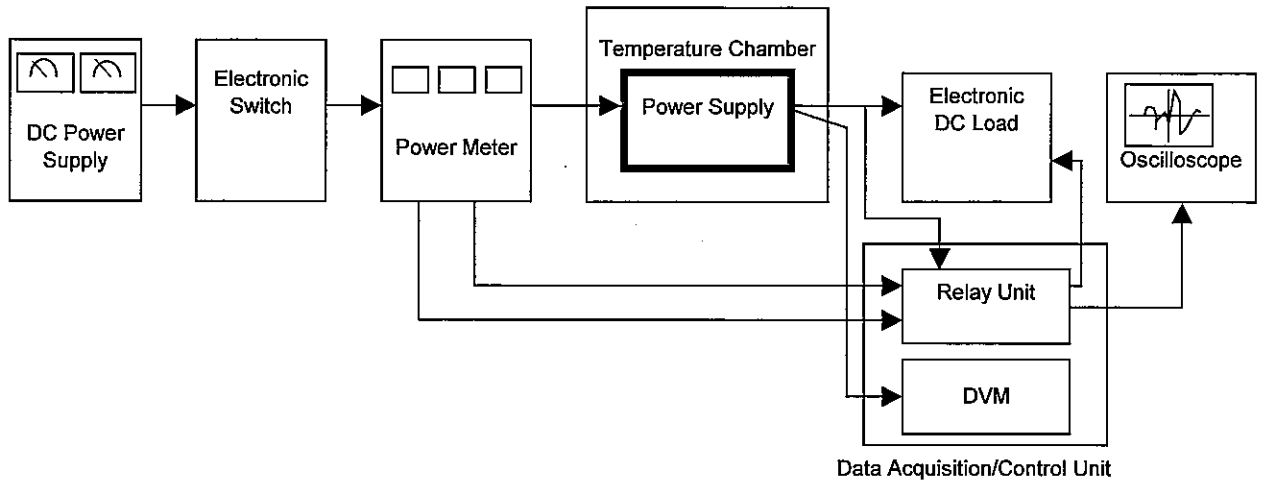 DC Power
Supply
Electronic
Switch
Power Meter
Temperature Chamber
Power Supply
Electronic
DC Load
Oscilloscope
Relay Unit
DVM
Data Acquisition/Control Unit